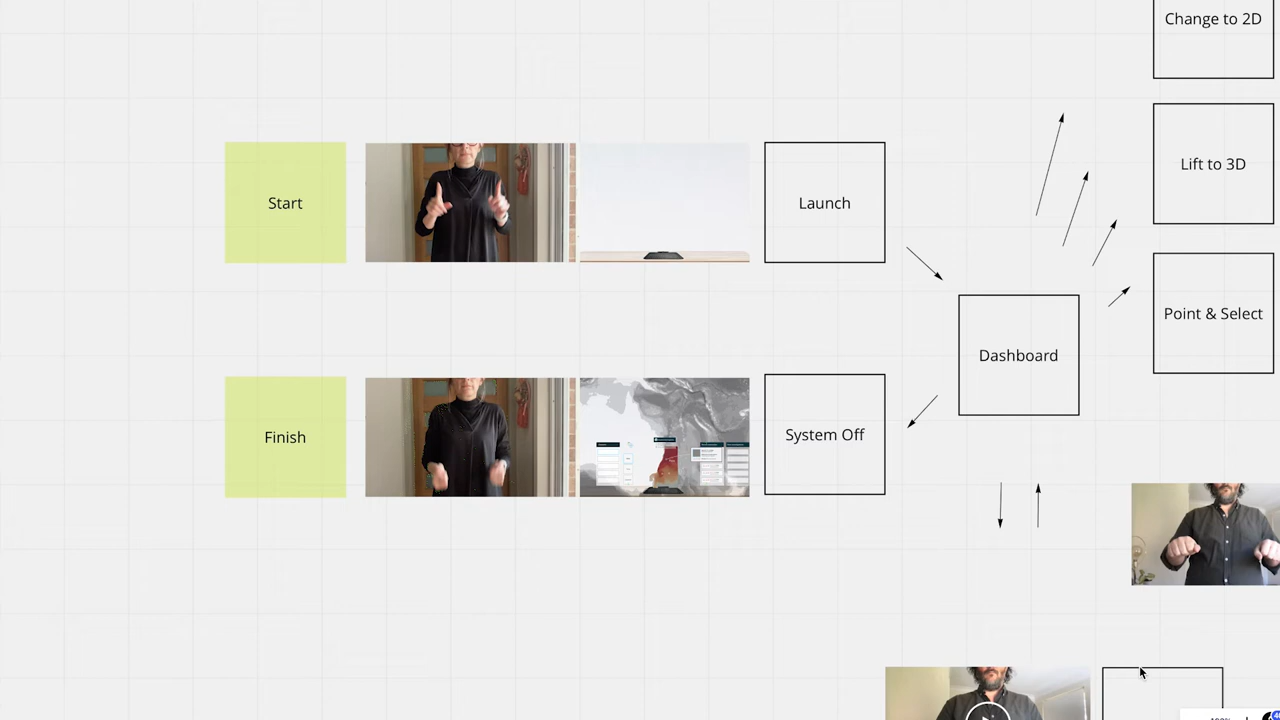 Change to 2D
Lift to 3D
Start
Launch
Point & Select
Dashboard
Finish
System Off